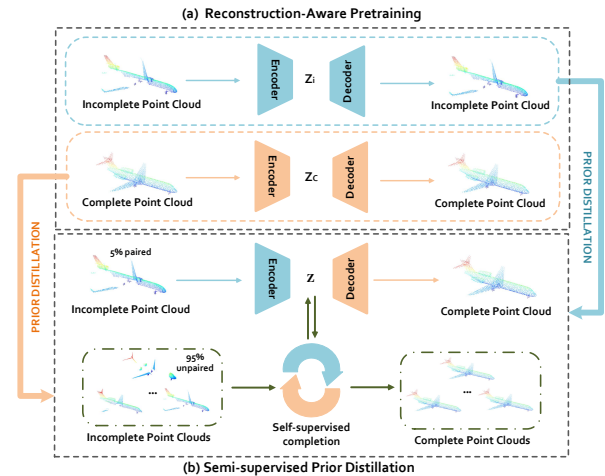 (a) Reconstruction-Aware Pretraining
Encoder
Zi
Decoder
Incomplete Point Cloud
Incomplete Point Cloud
Encoder
Zc
Decoder
Complete Point Cloud
Complete Point Cloud
PRIOR DISTILLATION
PRIOR DISTILLATION
5% paired
Encoder
Z
Decoder
Incomplete Point Cloud
Complete Point Cloud
95%
unpaired
...
...
Incomplete Point Clouds
Self-supervised
completion
Complete Point Clouds
(b) Semi-supervised Prior Distillation